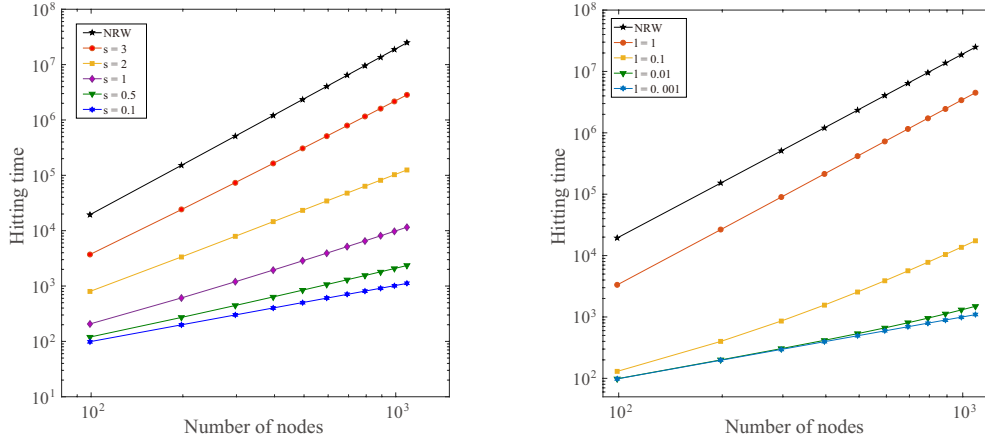 10^8
10^7
10^6
10^5
10^4
10^3
10^2
10^1
Hitting time
NRW
s = 3
s = 2
s = 1
s = 0.5
s = 0.1
10^2
10^3
Number of nodes
10^8
10^7
10^6
10^5
10^4
10^3
10^2
Hitting time
NRW
l = 1
l = 0.1
l = 0.01
l = 0. 001
10^2
10^3
Number of nodes